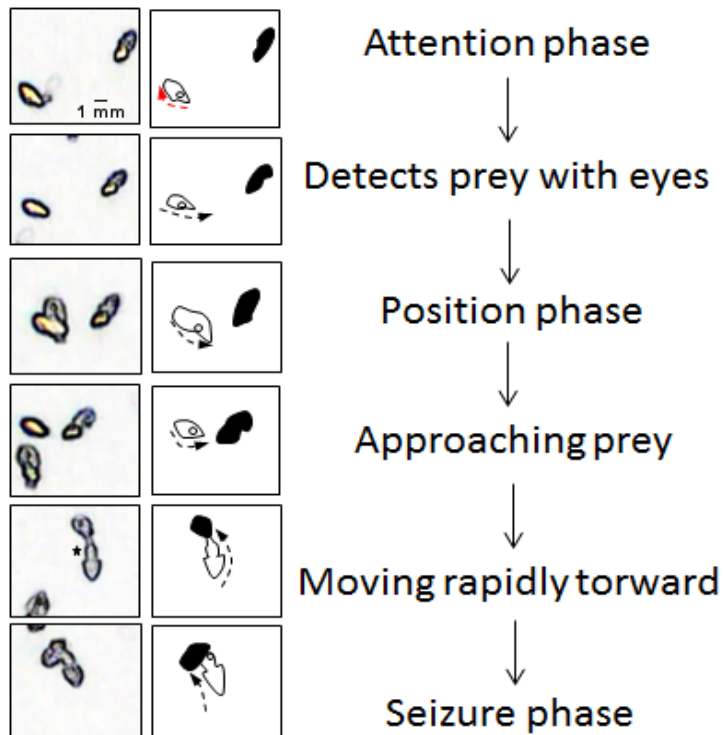 Attention phase
1 mm
Detects prey with eyes
Position phase
Approaching prey
Moving rapidly torward
Seizure phase